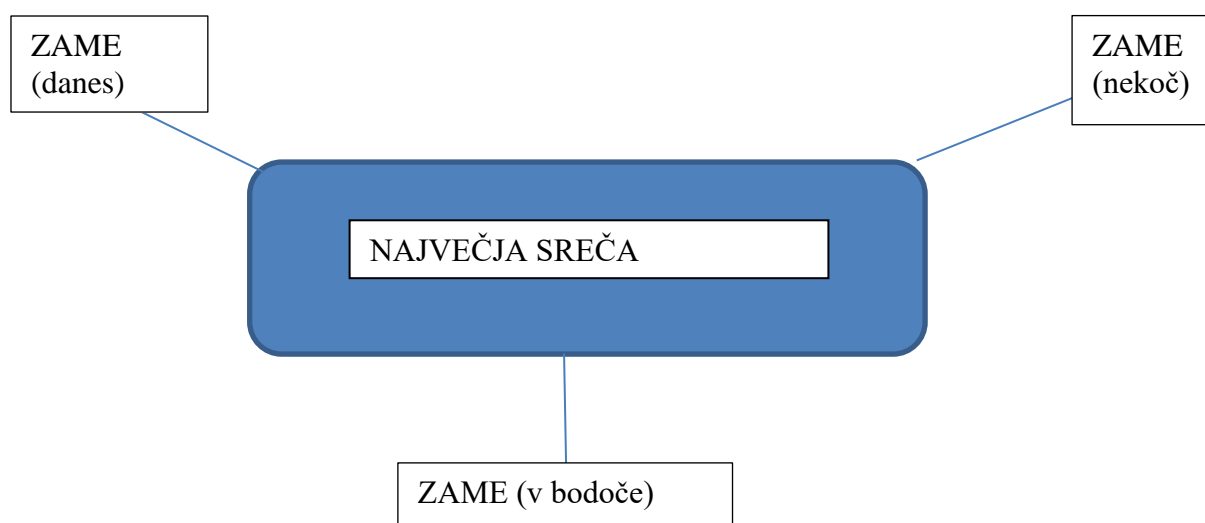 ZAME
(danes)
ZAME
(nekoč)
NAJVEČJA SREČA
ZAME (v bodoče)